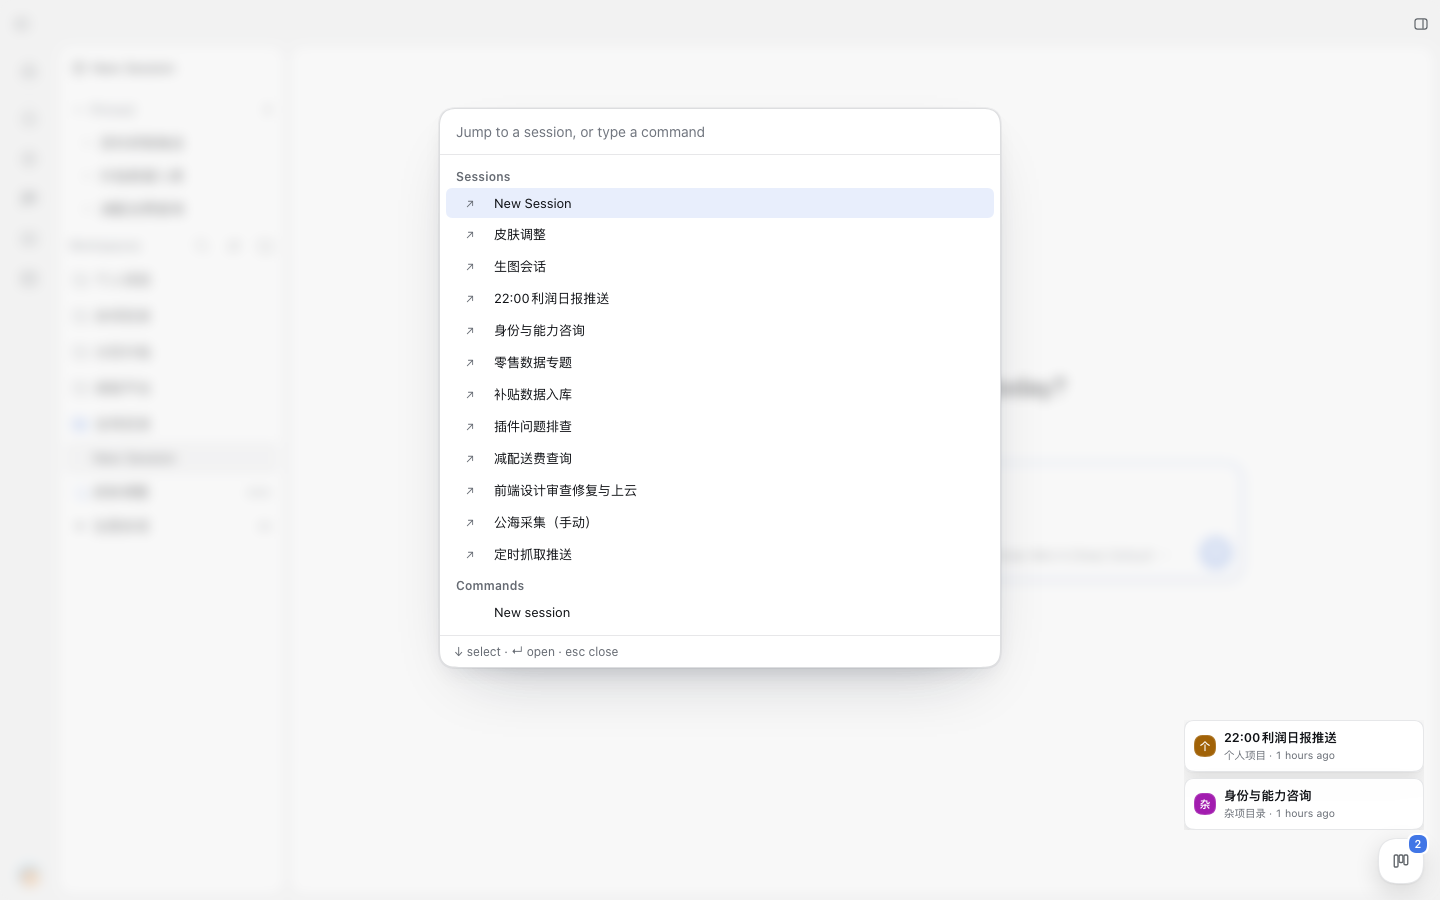 Jump to a session, or type a command
Sessions
New Session
皮肤调整
生图会话
22:00利润日报推送
身份与能力咨询
零售数据专题
补贴数据入库
插件问题排查
减配送费查询
前端设计审查修复与上云
公海采集（手动）
定时抓取推送
Commands
New session
↓ select · ↵ open · esc close
个
22:00利润日报推送
个人项目 · 1 hours ago
杂
身份与能力咨询
杂项目录 · 1 hours ago
2